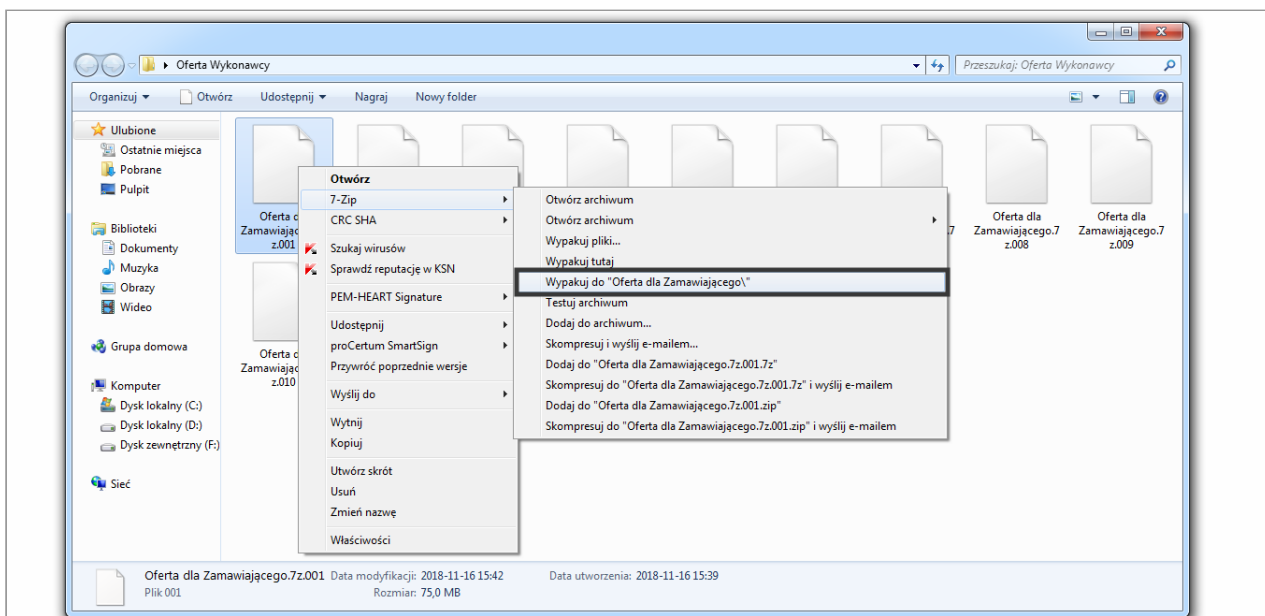 Oferta Wykonawcy
Przeszukaj: Oferta Wykonawcy
Organizuj
Otwórz
Udostępnij
Nagraj
Nowy folder
Ulubione
Ostatnie miejsca
Pobrane
Pulpit
Biblioteki
Dokumenty
Muzyka
Obrazy
Wideo
Grupa domowa
Komputer
Dysk lokalny (C:)
Dysk lokalny (D:)
Dysk zewnętrzny (F:)
Sieć
Oferta
z.001
Oferta
z.010
Oferta dla
Zamawiającego.7
z.008
Oferta dla
Zamawiającego.7
z.009
Otwórz
7-Zip
CRC SHA
Szukaj wirusów
Sprawdź reputację w KSN
PEM-HEART Signature
Udostępnij
proCertum SmartSign
Przywróć poprzednie wersje
Wyślij do
Wytnij
Kopiuj
Utwórz skrót
Usuń
Zmień nazwę
Właściwości
Otwórz archiwum
Otwórz archiwum
Wypakuj pliki...
Wypakuj tutaj
Wypakuj do "Oferta dla Zamawiającego\"
Testuj archiwum
Dodaj do archiwum...
Skompresuj i wyślij e-mailem...
Dodaj do "Oferta dla Zamawiającego.7z.001.7z"
Skompresuj do "Oferta dla Zamawiającego.7z.001.7z" i wyślij e-mailem
Dodaj do "Oferta dla Zamawiającego.7z.001.zip"
Skompresuj do "Oferta dla Zamawiającego.7z.001.zip" i wyślij e-mailem
Oferta dla Zamawiającego.7z.001 Data modyfikacji: 2018-11-16 15:42 Data utworzenia: 2018-11-16 15:39
Plik 001 Rozmiar: 75,0 MB